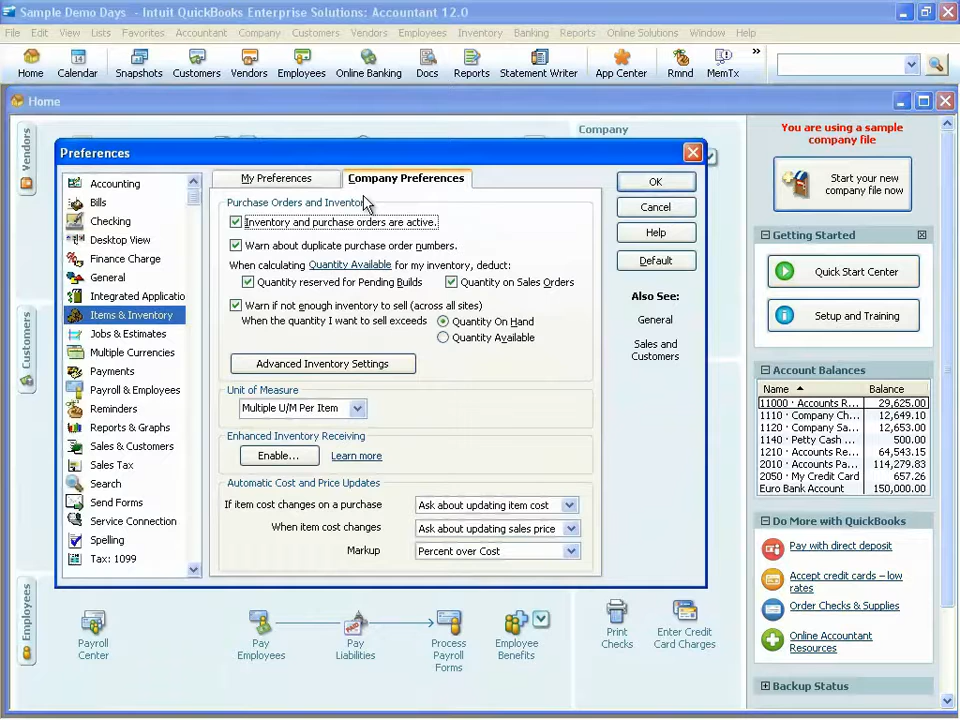 Sample Demo Days - Intuit QuickBooks Enterprise Solutions: Accountant 12.0
File Edit View Lists Favorites Accountant Company Customers Vendors Employees Inventory Banking Reports Online Solutions Window Help
Home Calendar Snapshots Customers Vendors Employees Online Banking Docs Reports Statement Writer App Center Rmnd MemTx
Home
Vendors
Customers
Employees
Company
Preferences
Accounting
Bills
Checking
Desktop View
Finance Charge
General
Integrated Applicatio
Items & Inventory
Jobs & Estimates
Multiple Currencies
Payments
Payroll & Employees
Reminders
Reports & Graphs
Sales & Customers
Sales Tax
Search
Send Forms
Service Connection
Spelling
Tax: 1099
My Preferences Company Preferences
Purchase Orders and Inventory
Inventory and purchase orders are active.
Warn about duplicate purchase order numbers.
When calculating Quantity Available for my inventory, deduct:
Quantity reserved for Pending Builds Quantity on Sales Orders
Warn if not enough inventory to sell (across all sites)
When the quantity I want to sell exceeds Quantity On Hand
Quantity Available
Advanced Inventory Settings
Unit of Measure
Multiple U/M Per Item
Enhanced Inventory Receiving
Enable... Learn more
Automatic Cost and Price Updates
If item cost changes on a purchase Ask about updating item cost
When item cost changes Ask about updating sales price
Markup Percent over Cost
OK
Cancel
Help
Default
Also See:
General
Sales and
Customers
Payroll
Center
Pay
Employees
Pay
Liabilities
Process
Payroll
Forms
Employee
Benefits
Print
Checks
Enter Credit
Card Charges
You are using a sample
company file
Start your new
company file now
Getting Started
Quick Start Center
Setup and Training
Account Balances
Name Balance
11000 · Accounts R... 29,625.00
1110 · Company Ch... 12,649.10
1120 · Company Sa... 12,653.00
1140 · Petty Cash ... 500.00
1210 · Accounts Re... 64,543.15
2010 · Accounts Pa... 114,279.83
2050 · My Credit Card 657.26
Euro Bank Account 150,000.00
Do More with QuickBooks
Pay with direct deposit
Accept credit cards – low
rates
Order Checks & Supplies
Online Accountant
Resources
Backup Status